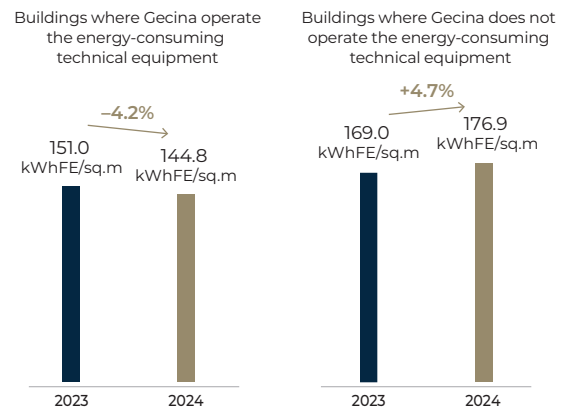 Buildings where Gecina operate
the energy-consuming
technical equipment
–4.2%
151.0
kWhFE/sq.m
144.8
kWhFE/sq.m
2023
2024
Buildings where Gecina does not
operate the energy-consuming
technical equipment
+4.7%
169.0
kWhFE/sq.m
176.9
kWhFE/sq.m
2023
2024